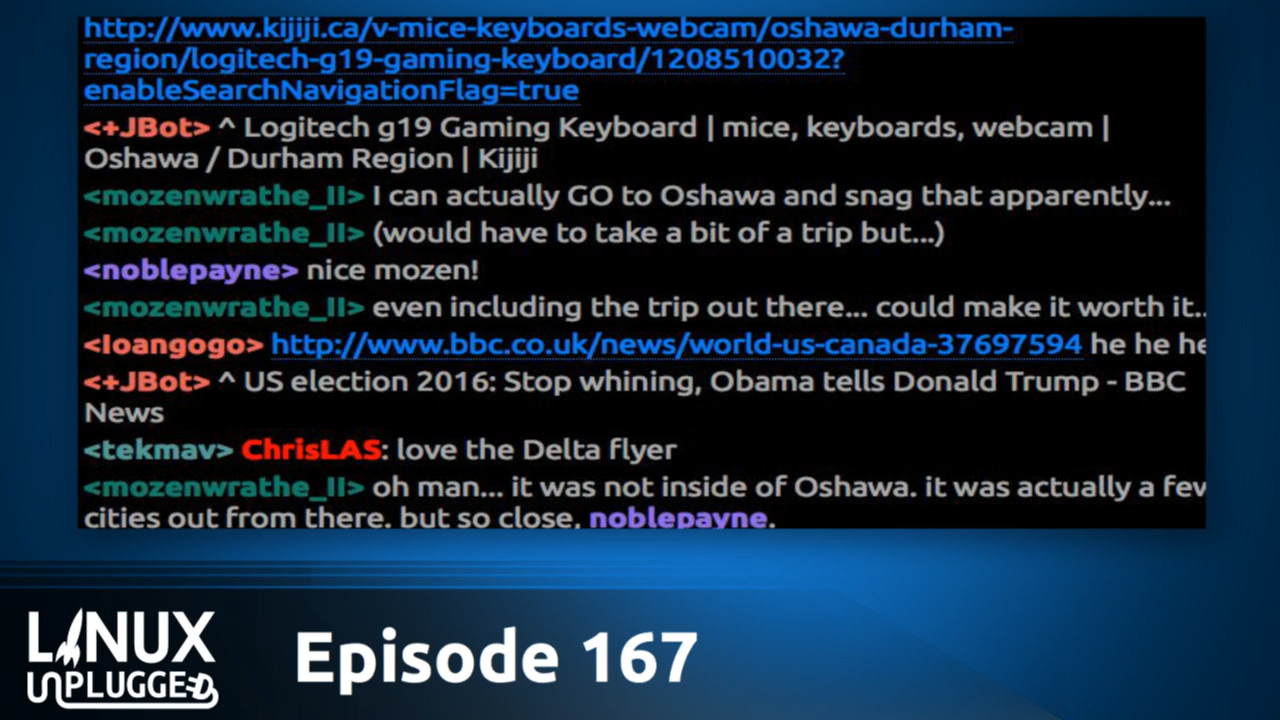 http://www.kijiji.ca/v-mice-keyboards-webcam/oshawa-durham-
region/logitech-g19-gaming-keyboard/1208510032?
enableSearchNavigationFlag=true
<+JBot> ^ Logitech g19 Gaming Keyboard | mice, keyboards, webcam |
Oshawa / Durham Region | Kijiji
<mozenwrathe_II> I can actually GO to Oshawa and snag that apparently...
<mozenwrathe_II> (would have to take a bit of a trip but...)
<noblepayne> nice mozen!
<mozenwrathe_II> even including the trip out there... could make it worth it..
<loangogo> http://www.bbc.co.uk/news/world-us-canada-37697594 he he he
<+JBot> ^ US election 2016: Stop whining, Obama tells Donald Trump - BBC
News
<tekmav> ChrisLAS: love the Delta flyer
<mozenwrathe_II> oh man... it was not inside of Oshawa. it was actually a few
cities out from there. but so close, noblepayne.
LINUX
UNPLUGGED
Episode 167